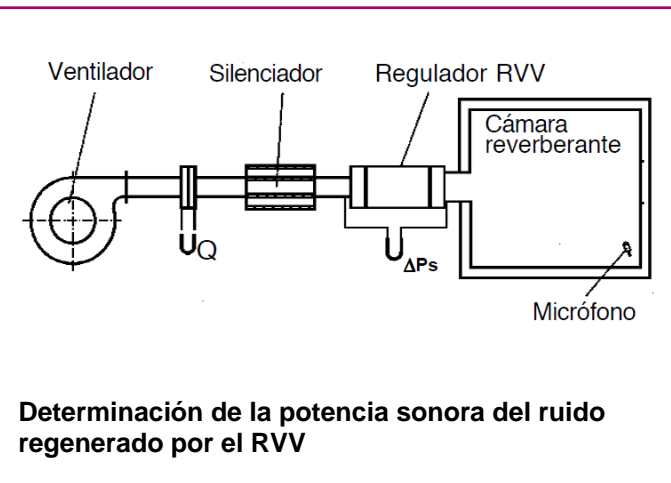 Ventilador
Silenciador
Regulador RVV
Cámara
reverberante
Q
ΔPs
Micrófono
Determinación de la potencia sonora del ruido
regenerado por el RVV